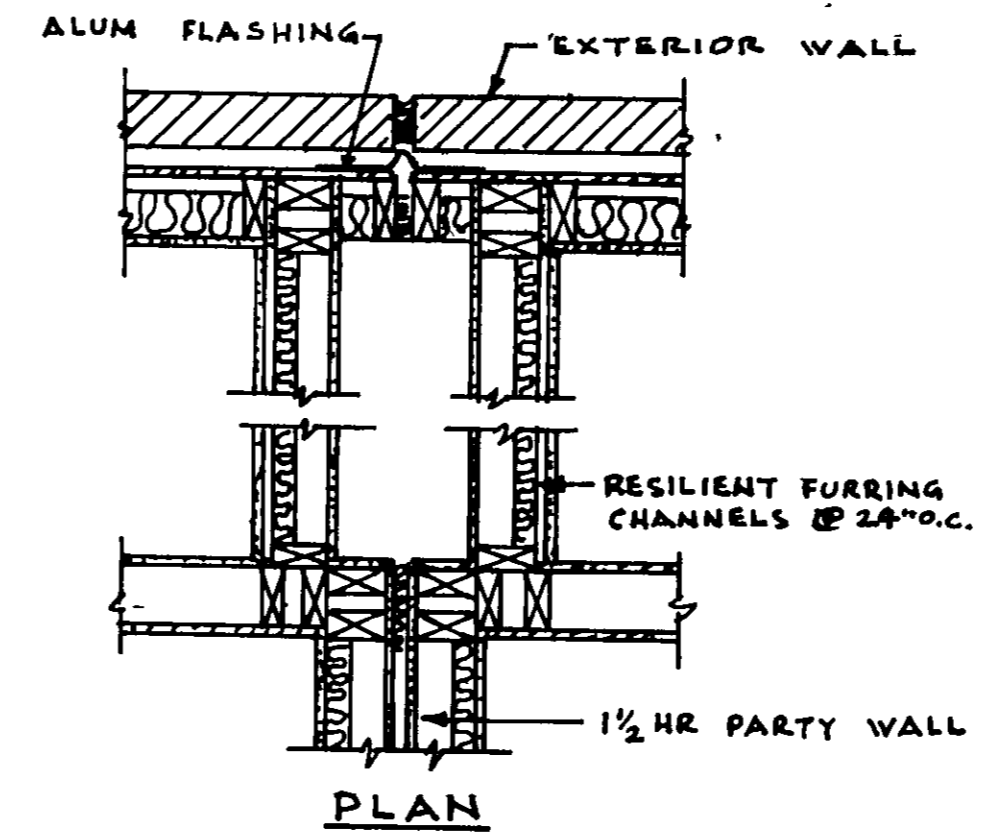 ALUM FLASHING
EXTERIOR WALL
RESILIENT FURRING
CHANNELS @ 24"O.C.
1½ HR PARTY WALL
PLAN